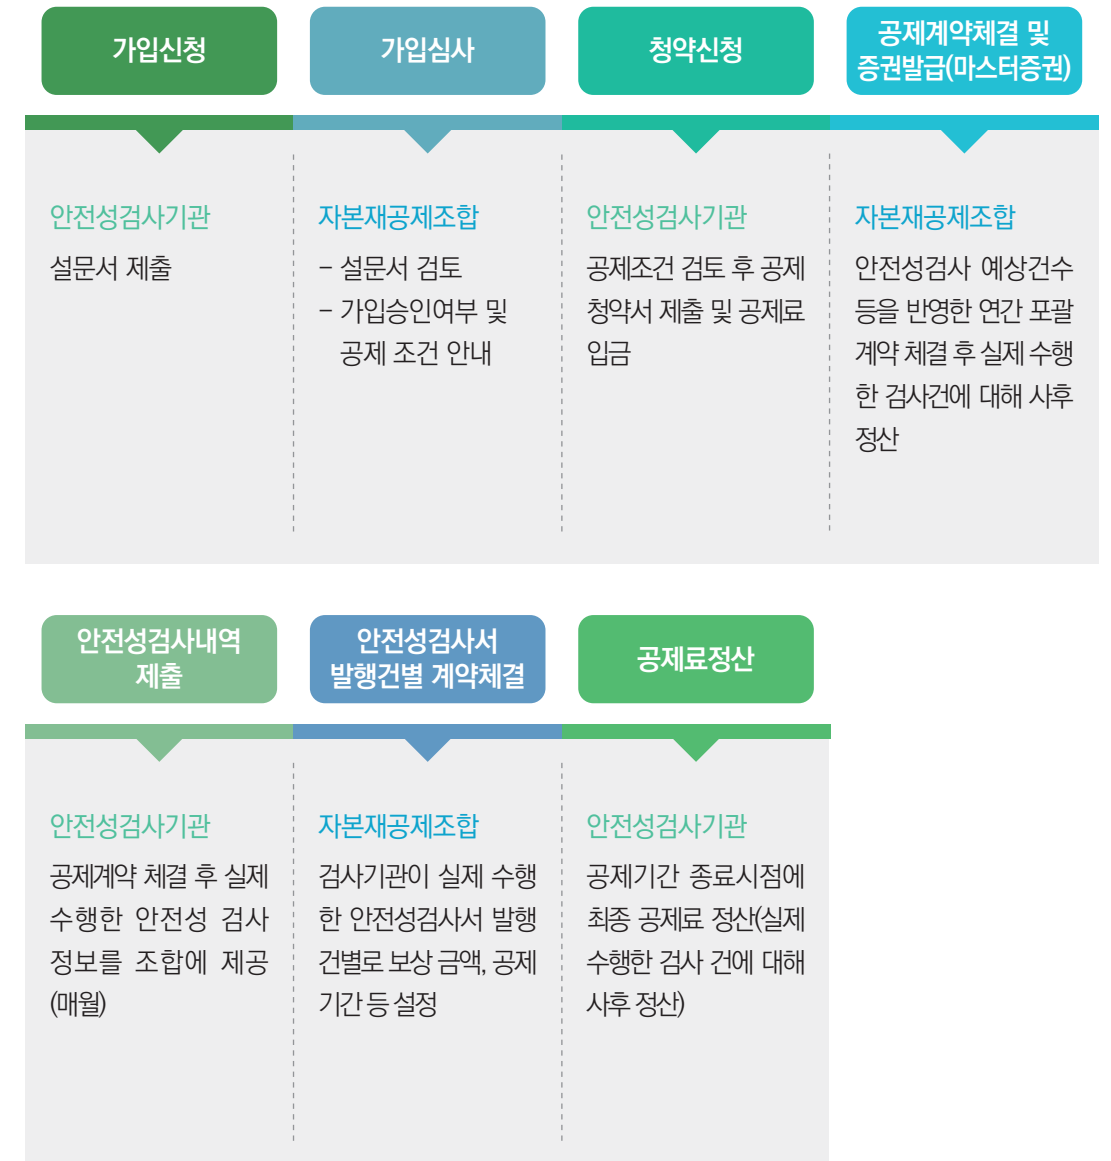 가입신청
가입심사
청약신청
공제계약체결 및
증권발급(마스터증권)
안전성검사기관
설문서 제출
자본재공제조합
- 설문서 검토
- 가입승인여부 및
공제 조건 안내
안전성검사기관
공제조건 검토 후 공제
청약서 제출 및 공제료
입금
자본재공제조합
안전성검사 예상건수
등을 반영한 연간 포괄
계약 체결 후 실제 수행
한 검사건에 대해 사후
정산
안전성검사내역
제출
안전성검사서
발행건별 계약체결
공제료정산
안전성검사기관
공제계약 체결 후 실제
수행한 안전성 검사
정보를 조합에 제공
(매월)
자본재공제조합
검사기관이 실제 수행
한 안전성검사서 발행
건별로 보상 금액, 공제
기간 등 설정
안전성검사기관
공제기간 종료시점에
최종 공제료 정산(실제
수행한 검사 건에 대해
사후 정산)